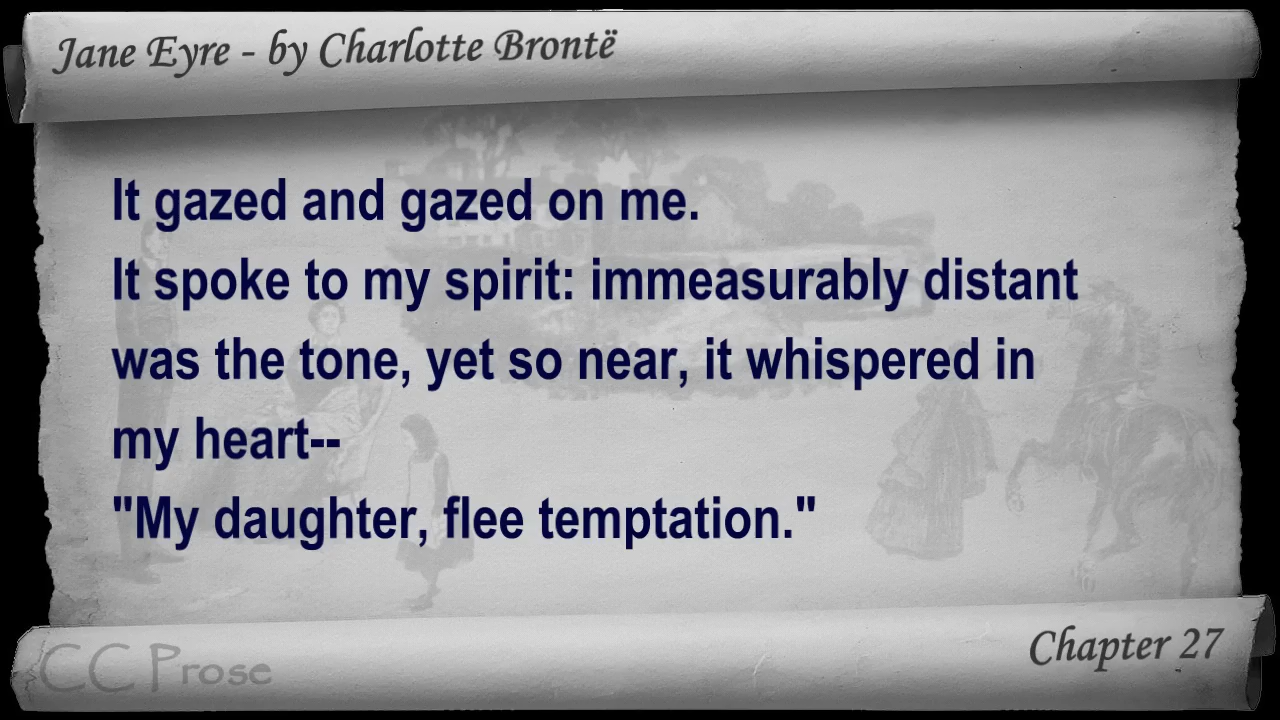 Jane Eyre - by Charlotte Brontë
It gazed and gazed on me.
It spoke to my spirit: immeasurably distant
was the tone, yet so near, it whispered in
my heart--
"My daughter, flee temptation."
Chapter 27
CC Prose